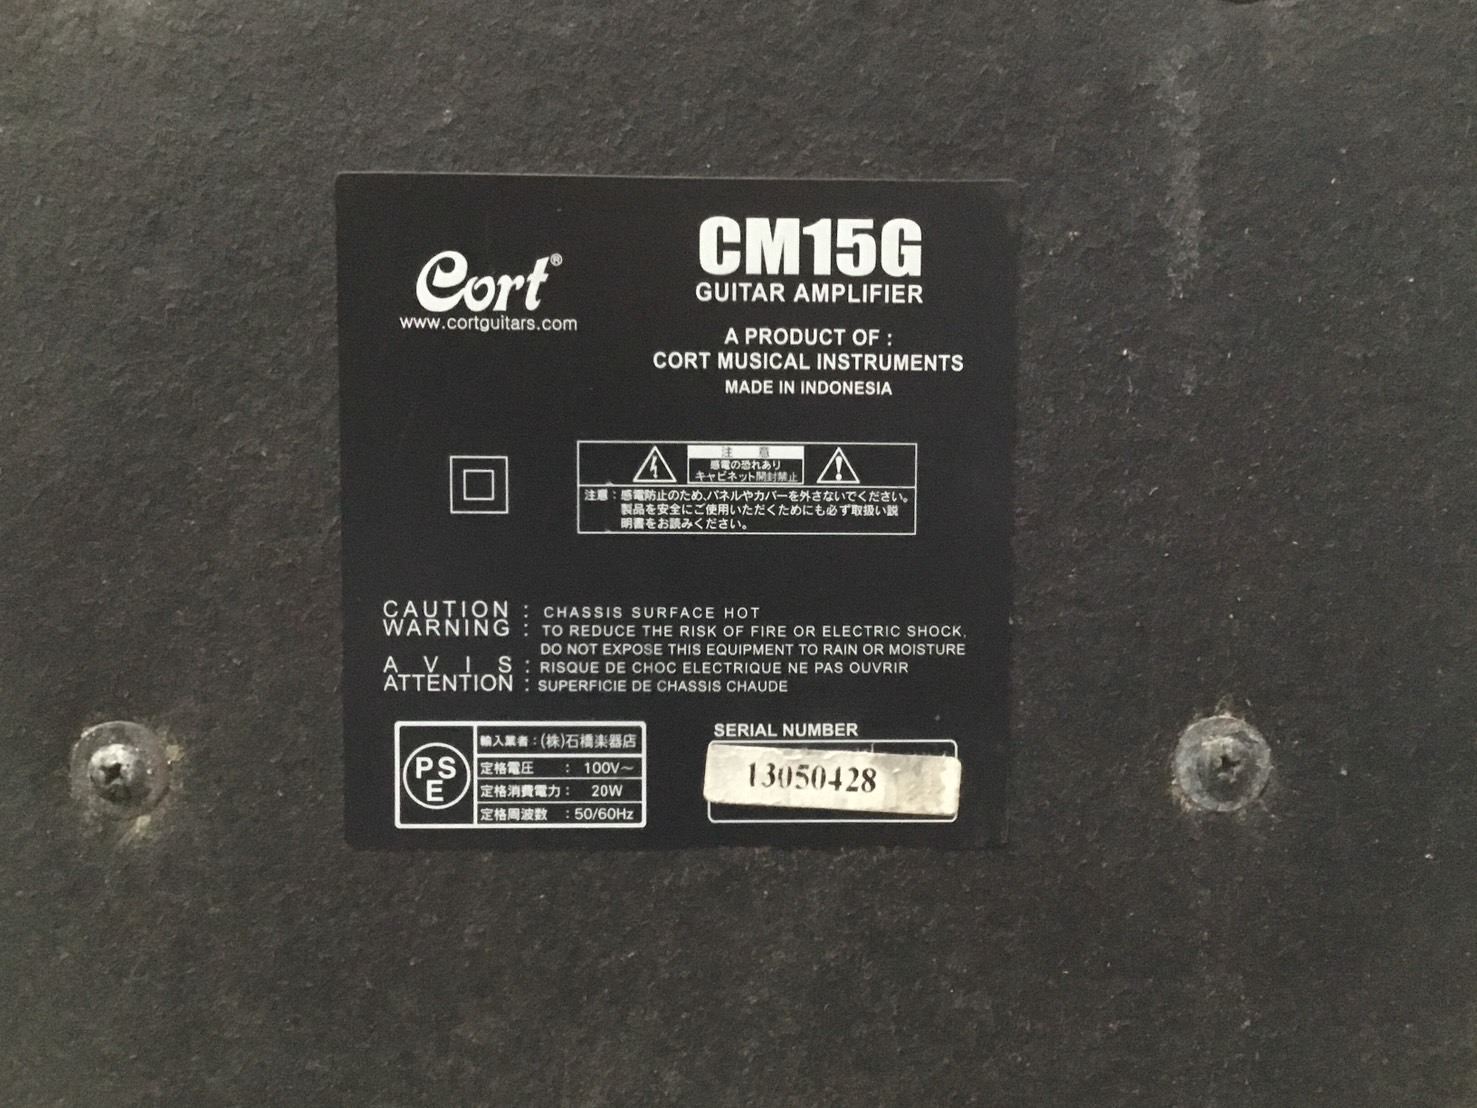 Cort®
www.cortguitars.com
CM15G
GUITAR AMPLIFIER
A PRODUCT OF :
CORT MUSICAL INSTRUMENTS
MADE IN INDONESIA
注 意
感電の恐れあり
キャビネット開封禁止
注意：感電防止のため、パネルやカバーを外さないでください。
製品を安全にご使用いただくためにも必ず取扱い説
明書をお読みください。
CAUTION : CHASSIS SURFACE HOT
WARNING : TO REDUCE THE RISK OF FIRE OR ELECTRIC SHOCK,
DO NOT EXPOSE THIS EQUIPMENT TO RAIN OR MOISTURE
A V I S : RISQUE DE CHOC ELECTRIQUE NE PAS OUVRIR
ATTENTION : SUPERFICIE DE CHASSIS CHAUDE
PS
E
輸入業者：(株)石橋楽器店
定格電圧 ： 100V～
定格消費電力： 20W
定格周波数 ：50/60Hz
SERIAL NUMBER
13050428